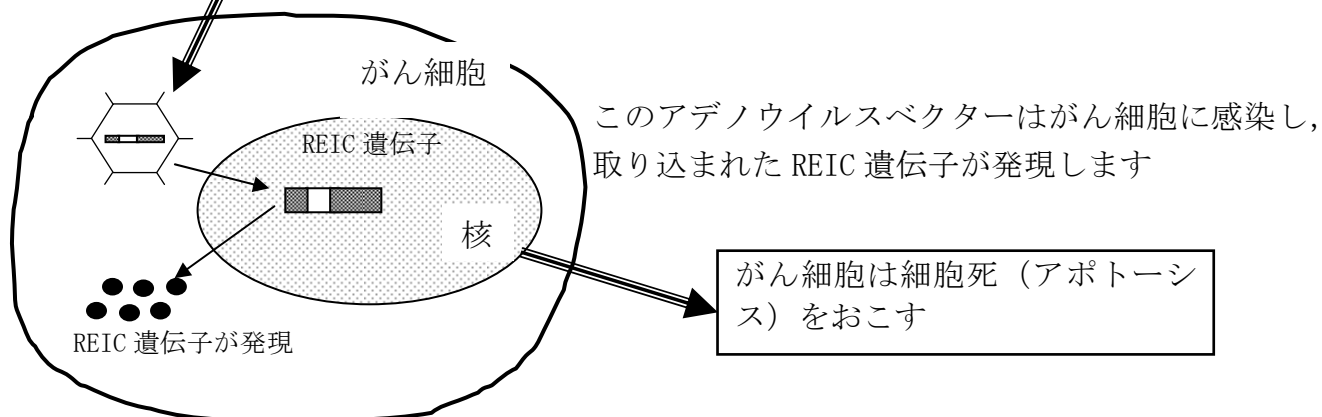 がん細胞
このアデノウイルスベクターはがん細胞に感染し,
取り込まれた REIC 遺伝子が発現します
REIC 遺伝子
核
がん細胞は細胞死（アポトーシ
ス）をおこす
REIC 遺伝子が発現